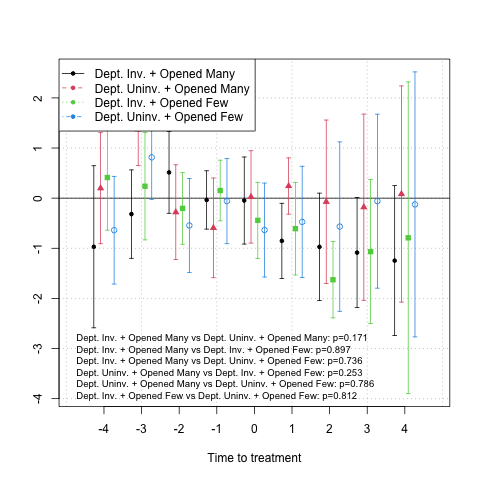 Dept. Inv. + Opened Many
Dept. Uninv. + Opened Many
Dept. Inv. + Opened Few
Dept. Uninv. + Opened Few
2
1
0
-1
-2
-3
-4
Dept. Inv. + Opened Many vs Dept. Uninv. + Opened Many: p=0.171
Dept. Inv. + Opened Many vs Dept. Inv. + Opened Few: p=0.897
Dept. Inv. + Opened Many vs Dept. Uninv. + Opened Few: p=0.736
Dept. Uninv. + Opened Many vs Dept. Inv. + Opened Few: p=0.253
Dept. Uninv. + Opened Many vs Dept. Uninv. + Opened Few: p=0.786
Dept. Inv. + Opened Few vs Dept. Uninv. + Opened Few: p=0.812
-4 -3 -2 -1 0 1 2 3 4
Time to treatment